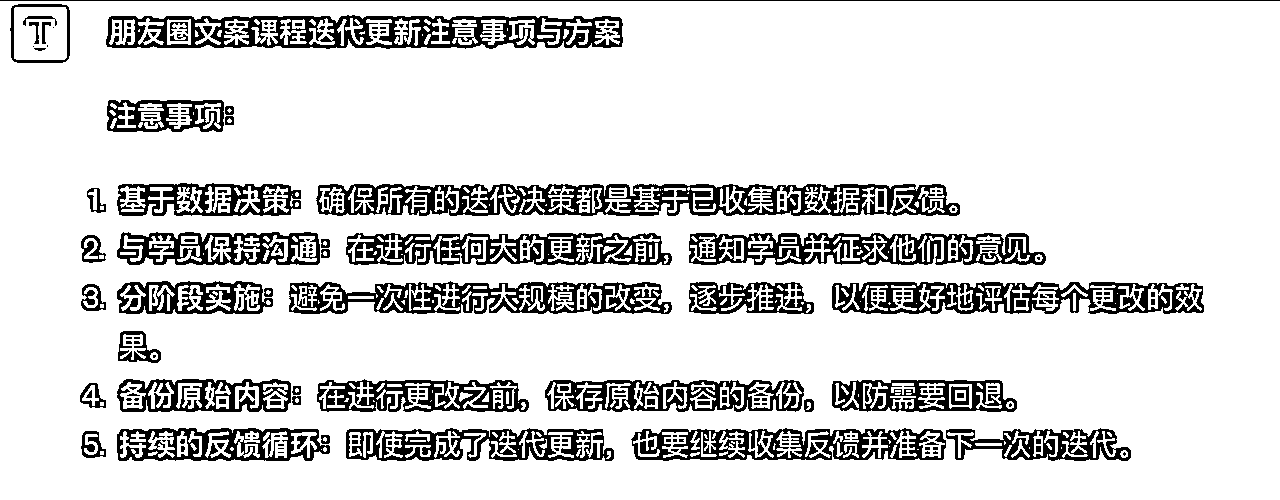 T
朋友圈文案课程迭代更新注意事项与方案
注意事项：
1. 基于数据决策：确保所有的迭代决策都是基于已收集的数据和反馈。
2. 与学员保持沟通：在进行任何大的更新之前，通知学员并征求他们的意见。
3. 分阶段实施：避免一次性进行大规模的改变，逐步推进，以便更好地评估每个更改的效
果。
4. 备份原始内容：在进行更改之前，保存原始内容的备份，以防需要回退。
5. 持续的反馈循环：即使完成了迭代更新，也要继续收集反馈并准备下一次的迭代。